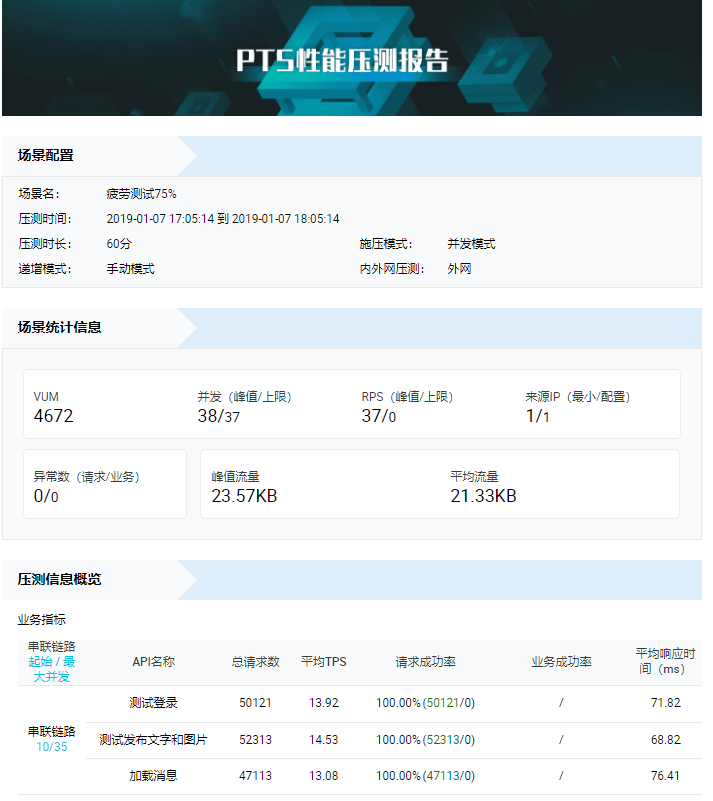 PTS性能压测报告
场景配置
场景名： 疲劳测试75%
压测时间： 2019-01-07 17:05:14 到 2019-01-07 18:05:14
压测时长： 60分 施压模式： 并发模式
递增模式： 手动模式 内外网压测： 外网
场景统计信息
VUM 并发（峰值/上限） RPS（峰值/上限） 来源IP（最小/配置）
4672 38/37 37/0 1/1
异常数（请求/业务） 峰值流量 平均流量
0/0 23.57KB 21.33KB
压测信息概览
业务指标
串联链路
起始 / 最
大并发
API名称 总请求数 平均TPS 请求成功率 业务成功率 平均响应时
间（ms）
测试登录 50121 13.92 100.00%(50121/0) / 71.82
串联链路
10/35
测试发布文字和图片 52313 14.53 100.00%(52313/0) / 68.82
加载消息 47113 13.08 100.00%(47113/0) / 76.41